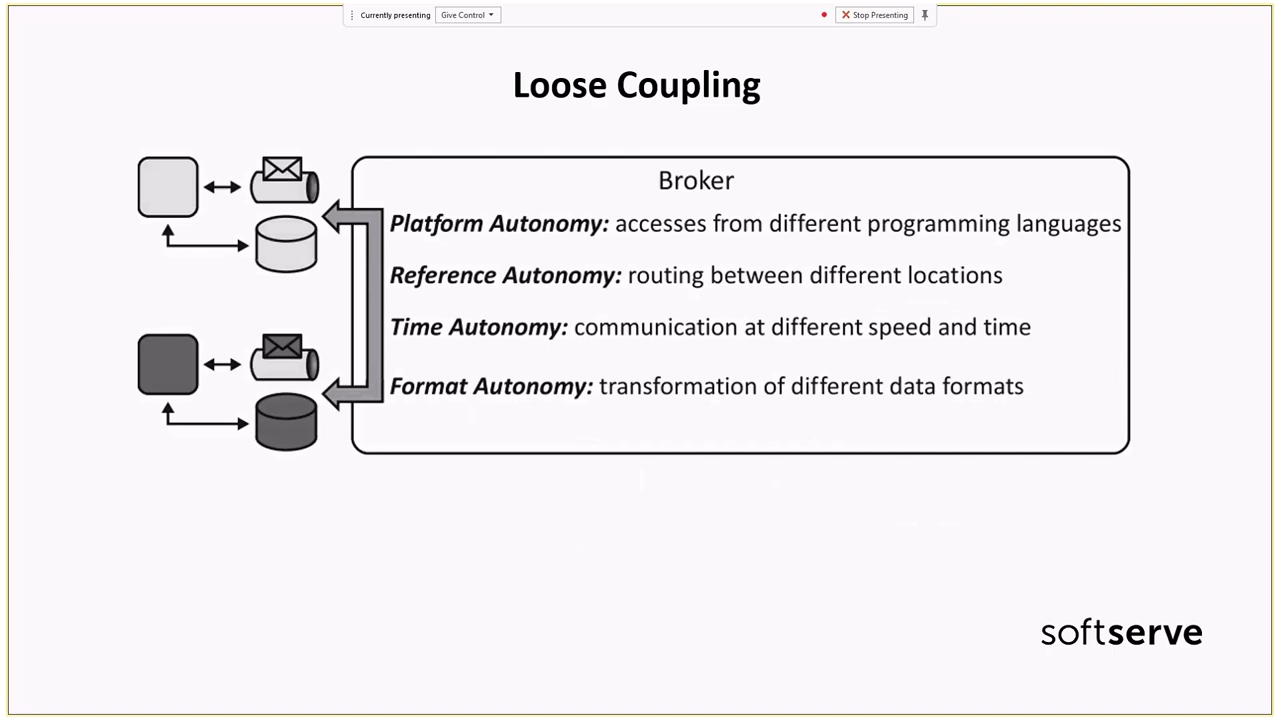 Currently presenting
Give Control
Stop Presenting
Loose Coupling
Broker
Platform Autonomy: accesses from different programming languages
Reference Autonomy: routing between different locations
Time Autonomy: communication at different speed and time
Format Autonomy: transformation of different data formats
softserve